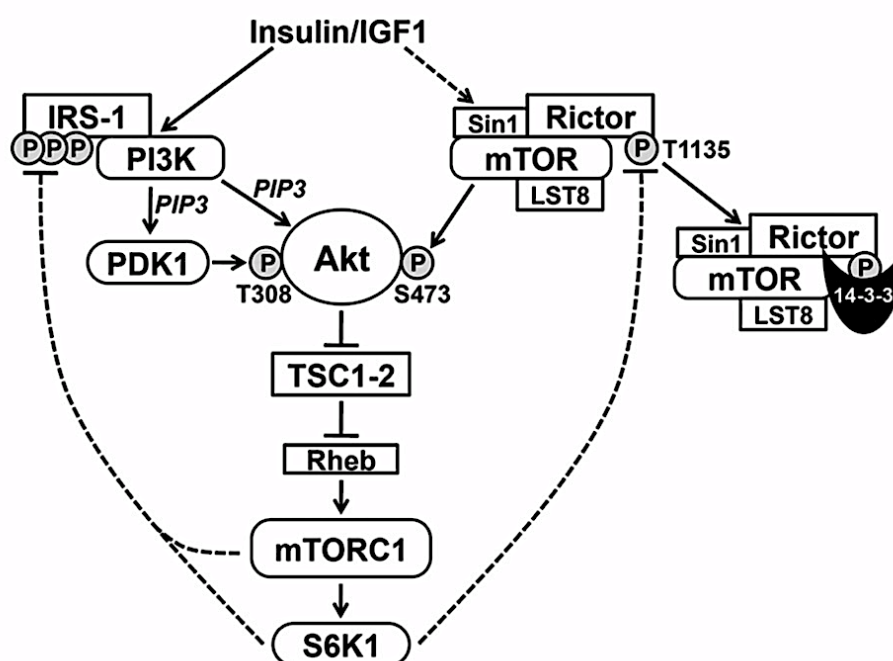 Insulin/IGF1
IRS-1
P P P
PI3K
PIP3
PIP3
PDK1
P
T308
Akt
P
S473
Sin1
Rictor
mTOR
LST8
P
T1135
Sin1
Rictor
mTOR
LST8
P
14-3-3
TSC1-2
Rheb
mTORC1
S6K1